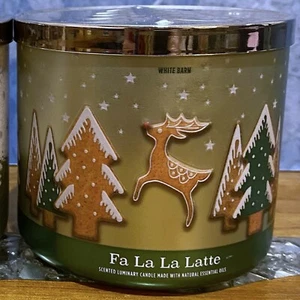 WHITE BARN
Fa La La Latte
SCENTED LUMINARY CANDLE MADE WITH NATURAL ESSENTIAL OILS